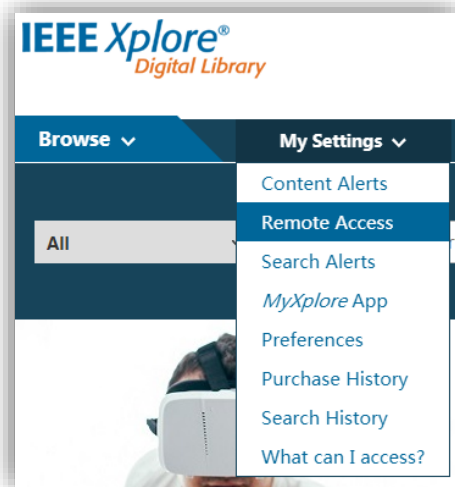 IEEE Xplore®
Digital Library
Browse
My Settings
Content Alerts
All
Remote Access
Search Alerts
MyXplore App
Preferences
Purchase History
Search History
What can I access?